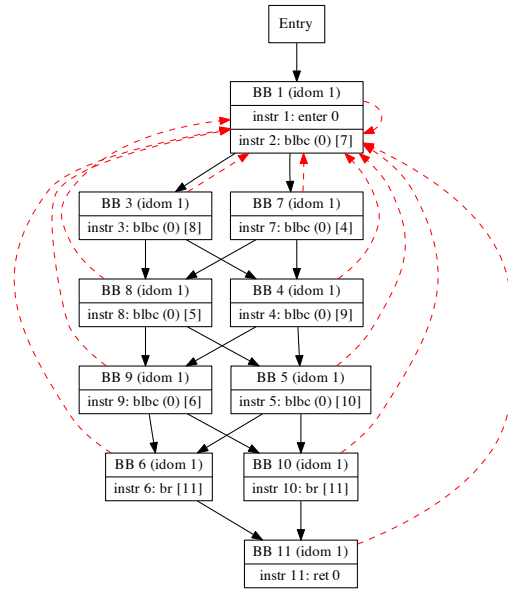 Entry
BB 1 (idom 1)
instr 1: enter 0
instr 2: blbc (0) [7]
BB 3 (idom 1)
instr 3: blbc (0) [8]
BB 7 (idom 1)
instr 7: blbc (0) [4]
BB 8 (idom 1)
instr 8: blbc (0) [5]
BB 4 (idom 1)
instr 4: blbc (0) [9]
BB 9 (idom 1)
instr 9: blbc (0) [6]
BB 5 (idom 1)
instr 5: blbc (0) [10]
BB 6 (idom 1)
instr 6: br [11]
BB 10 (idom 1)
instr 10: br [11]
BB 11 (idom 1)
instr 11: ret 0